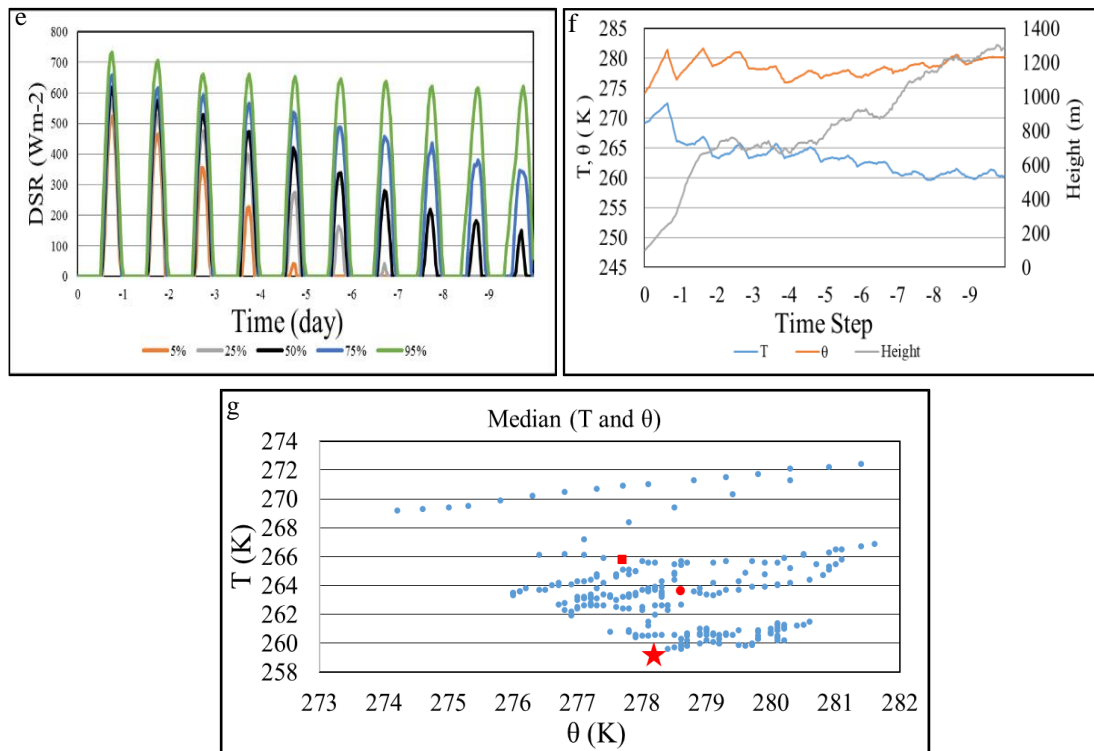 e
800
700
600
500
400
300
200
100
0
DSR (Wm-2)
0 -1 -2 -3 -4 -5 -6 -7 -8 -9
Time (day)
5% 25% 50% 75% 95%
f
285
280
275
270
265
260
255
250
245
T, θ ( K )
1400
1200
1000
800
600
400
200
0
Height (m)
0 -1 -2 -3 -4 -5 -6 -7 -8 -9
Time Step
T θ Height
g
Median (T and θ)
274
272
270
268
266
264
262
260
258
T (K)
273 274 275 276 277 278 279 280 281 282
θ (K)